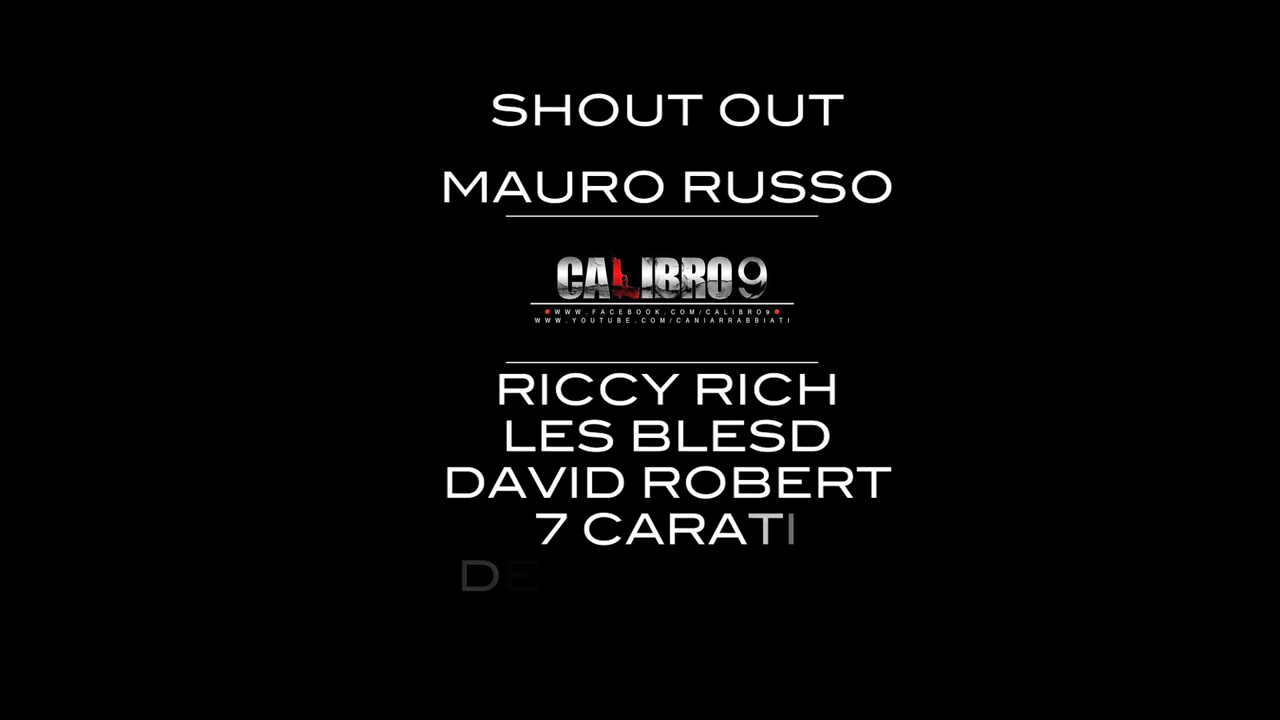 SHOUT OUT
MAURO RUSSO
CALIBRO 9
WWW.FACEBOOK.COM/CALIBRO9
WWW.YOUTUBE.COM/CANIARRABBIATI
RICCY RICH
LES BLESD
DAVID ROBERT
7 CARATI
DE